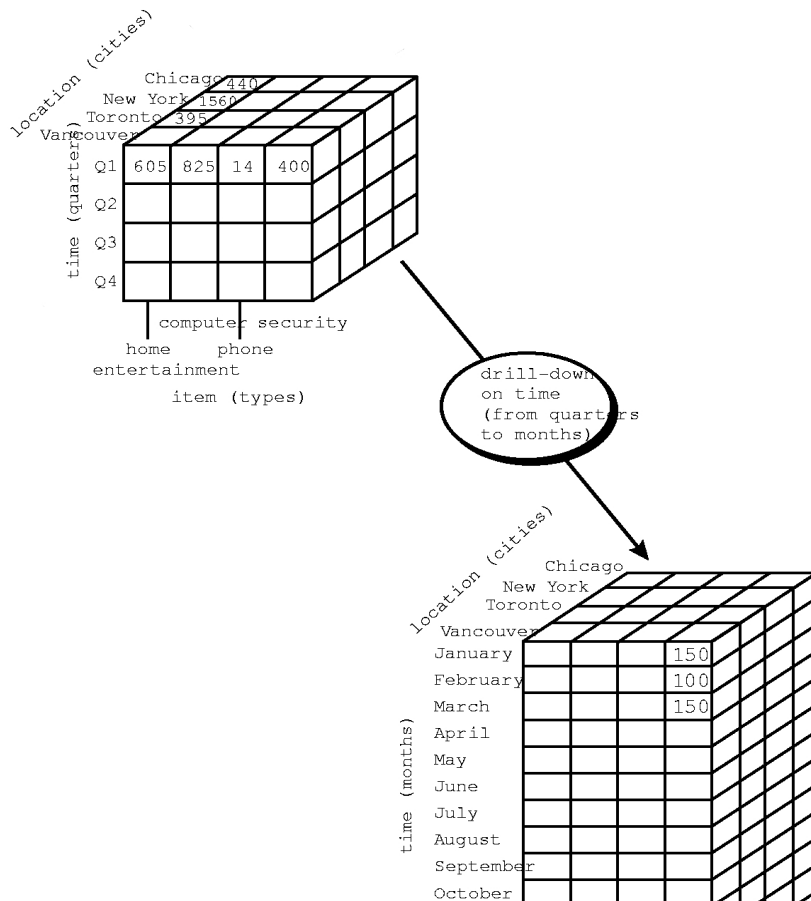 location (cities)
Chicago 440
New York 1560
Toronto 395
Vancouver
time (quarters)
Q1 605 825 14 400
Q2
Q3
Q4
computer security
home phone
entertainment
item (types)
drill-down
on time
(from quarters
to months)
location (cities)
Chicago
New York
Toronto
Vancouver
time (months)
January 150
February 100
March 150
April
May
June
July
August
September
October